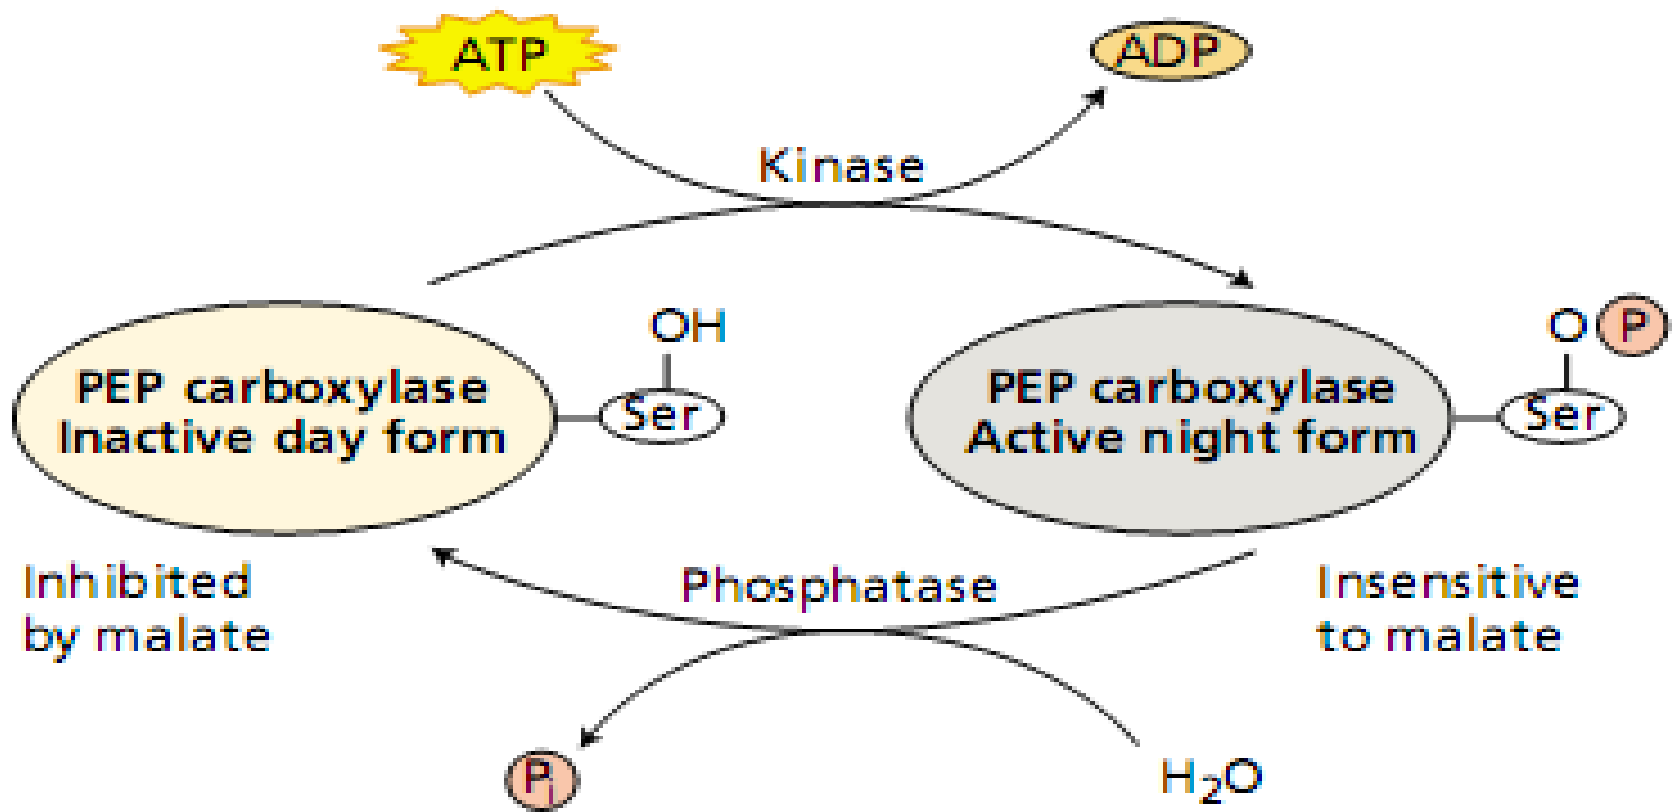 ATP
ADP
Kinase
OH
O P
PEP carboxylase
Inactive day form
Ser
PEP carboxylase
Active night form
Ser
Inhibited
by malate
Phosphatase
Insensitive
to malate
Pi
H₂O